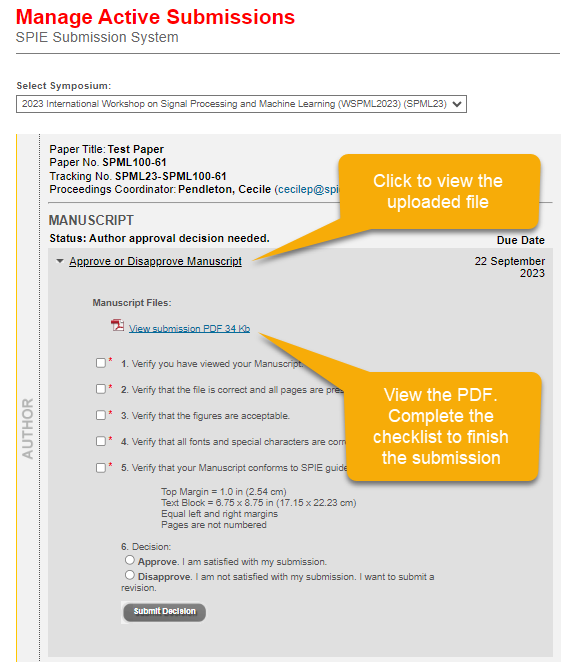 Manage Active Submissions
SPIE Submission System
Select Symposium:
2023 International Workshop on Signal Processing and Machine Learning (WSPML2023) (SPML23)
Paper Title: Test Paper
Paper No. SPML100-61
Tracking No. SPML23-SPML100-61
Proceedings Coordinator: Pendleton, Cecile (cecilep@spi
Click to view the
uploaded file
MANUSCRIPT
Status: Author approval decision needed.
Due Date
Approve or Disapprove Manuscript
22 September
2023
Manuscript Files:
View submission PDF 34 Kb
* 1. Verify you have viewed your Manuscript.
* 2. Verify that the file is correct and all pages are pres
* 3. Verify that the figures are acceptable.
* 4. Verify that all fonts and special characters are corr
* 5. Verify that your Manuscript conforms to SPIE guide
View the PDF.
Complete the
checklist to finish
the submission
Top Margin = 1.0 in (2.54 cm)
Text Block = 6.75 x 8.75 in (17.15 x 22.23 cm)
Equal left and right margins
Pages are not numbered
6. Decision:
Approve. I am satisfied with my submission.
Disapprove. I am not satisfied with my submission. I want to submit a
revision.
Submit Decision
AUTHOR